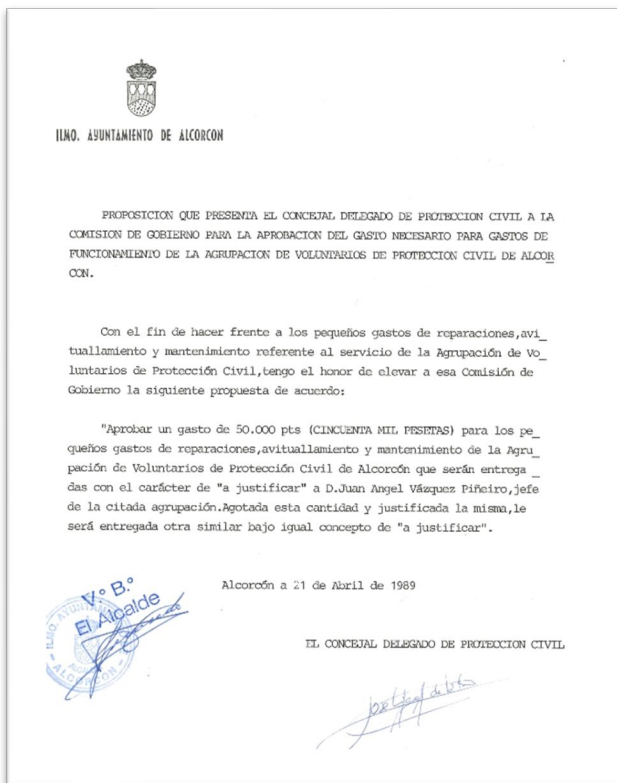 ILMO. AYUNTAMIENTO DE ALCORCON
PROPOSICION QUE PRESENTA EL CONCEJAL DELEGADO DE PROTECCION CIVIL A LA
COMISION DE GOBIERNO PARA LA APROBACION DEL GASTO NECESARIO PARA GASTOS DE
FUNCIONAMIENTO DE LA AGRUPACION DE VOLUNTARIOS DE PROTECCION CIVIL DE ALCOR
CON.
Con el fin de hacer frente a los pequeños gastos de reparaciones,avi_
tuallamiento y mantenimiento referente al servicio de la Agrupación de Vo_
luntarios de Protección Civil,tengo el honor de elevar a esa Comisión de
Gobierno la siguiente propuesta de acuerdo:
"Aprobar un gasto de 50.000 pts (CINCUENTA MIL PESETAS) para los pe_
queños gastos de reparaciones,avituallamiento y mantenimiento de la Agru_
pación de Voluntarios de Protección Civil de Alcorcón que serán entrega_
das con el carácter de "a justificar" a D.Juan Angel Vázquez Piñeiro,jefe
de la citada agrupación.Agotada esta cantidad y justificada la misma,le
será entregada otra similar bajo igual concepto de "a justificar".
Alcorcón a 21 de Abril de 1989
V.º B.º
El Alcalde
ILMO. AYUNTAMIENTO
ALCORCON
EL CONCEJAL DELEGADO DE PROTECCION CIVIL